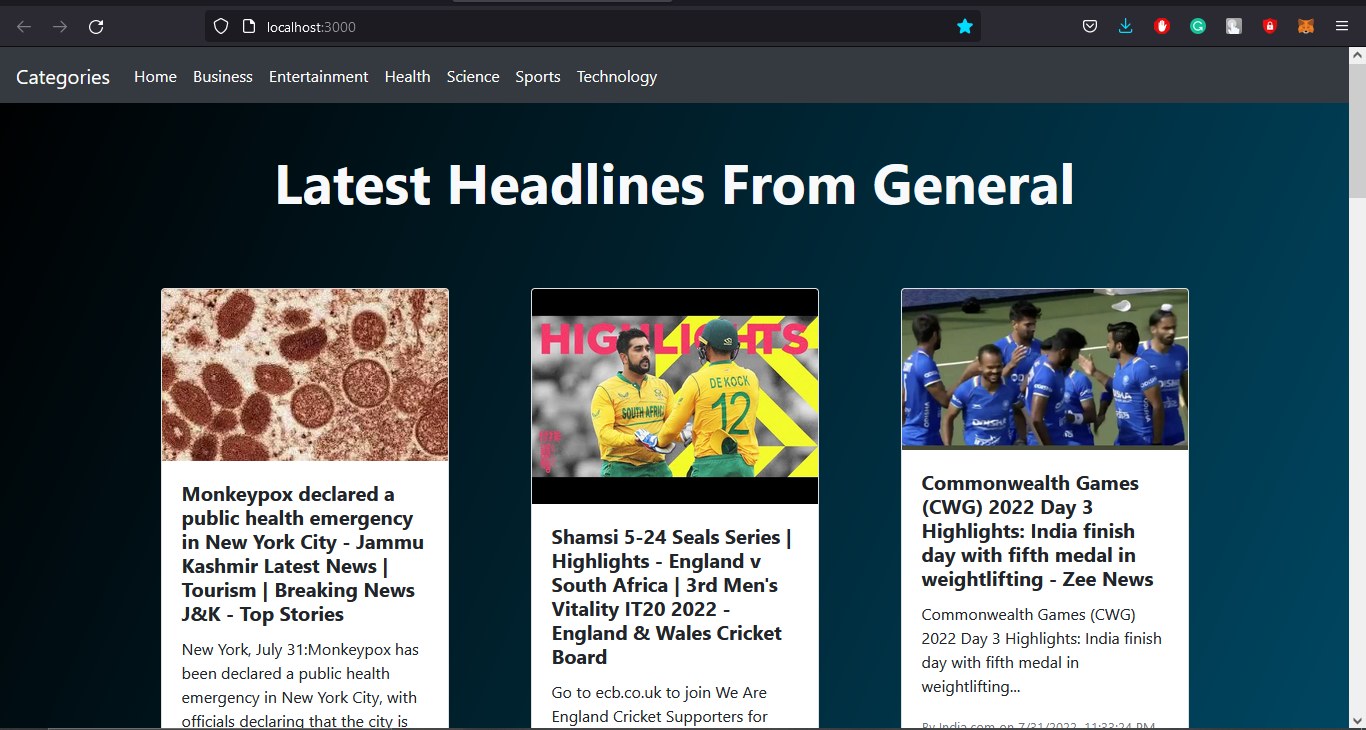 localhost:3000
Categories Home Business Entertainment Health Science Sports Technology
Latest Headlines From General
Monkeypox declared a
public health emergency
in New York City - Jammu
Kashmir Latest News |
Tourism | Breaking News
J&K - Top Stories
New York, July 31:Monkeypox has
been declared a public health
emergency in New York City, with
officials declaring that the city is
HIGHLIGHTS
DE KOCK
12
SOUTH AFRIC
Shamsi 5-24 Seals Series |
Highlights - England v
South Africa | 3rd Men's
Vitality IT20 2022 -
England & Wales Cricket
Board
Go to ecb.co.uk to join We Are
England Cricket Supporters for
ODISHA
Commonwealth Games
(CWG) 2022 Day 3
Highlights: India finish
day with fifth medal in
weightlifting - Zee News
Commonwealth Games (CWG)
2022 Day 3 Highlights: India finish
day with fifth medal in
weightlifting...
By India.com on 7/31/2022, 11:33:24 PM